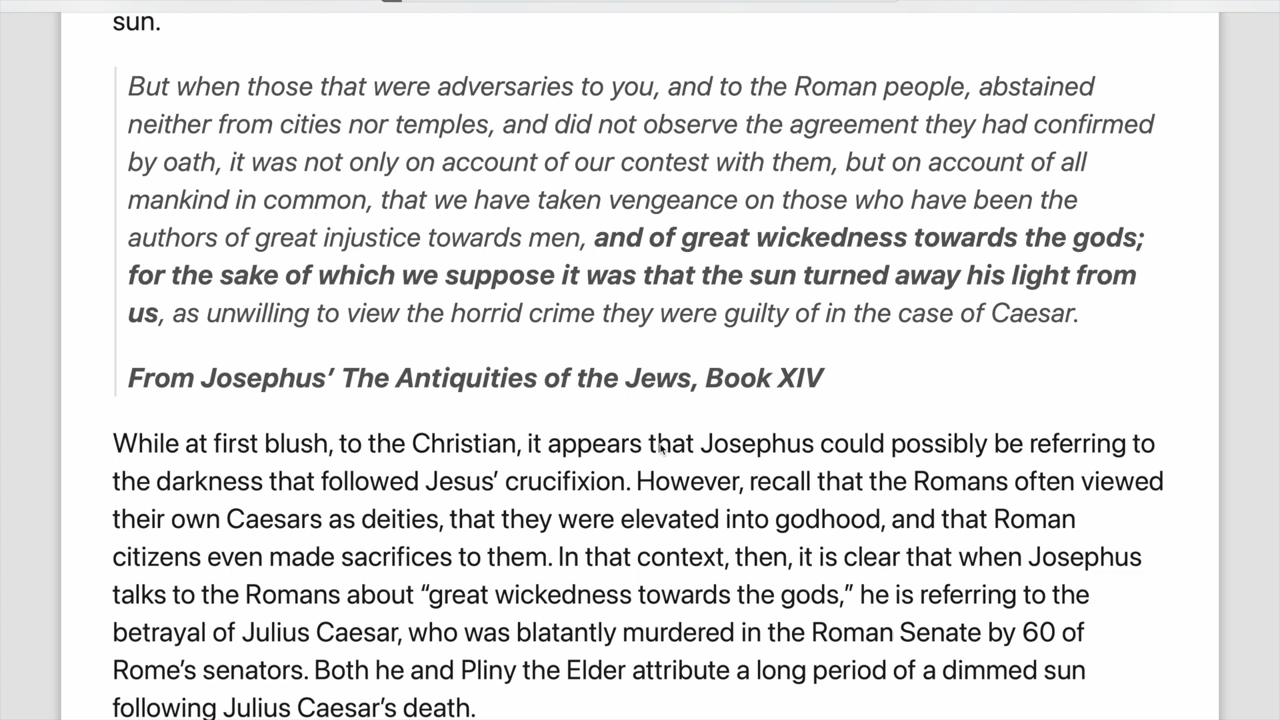 sun.
But when those that were adversaries to you, and to the Roman people, abstained
neither from cities nor temples, and did not observe the agreement they had confirmed
by oath, it was not only on account of our contest with them, but on account of all
mankind in common, that we have taken vengeance on those who have been the
authors of great injustice towards men, and of great wickedness towards the gods;
for the sake of which we suppose it was that the sun turned away his light from
us, as unwilling to view the horrid crime they were guilty of in the case of Caesar.
From Josephus’ The Antiquities of the Jews, Book XIV
While at first blush, to the Christian, it appears that Josephus could possibly be referring to
the darkness that followed Jesus’ crucifixion. However, recall that the Romans often viewed
their own Caesars as deities, that they were elevated into godhood, and that Roman
citizens even made sacrifices to them. In that context, then, it is clear that when Josephus
talks to the Romans about “great wickedness towards the gods,” he is referring to the
betrayal of Julius Caesar, who was blatantly murdered in the Roman Senate by 60 of
Rome’s senators. Both he and Pliny the Elder attribute a long period of a dimmed sun
following Julius Caesar’s death.